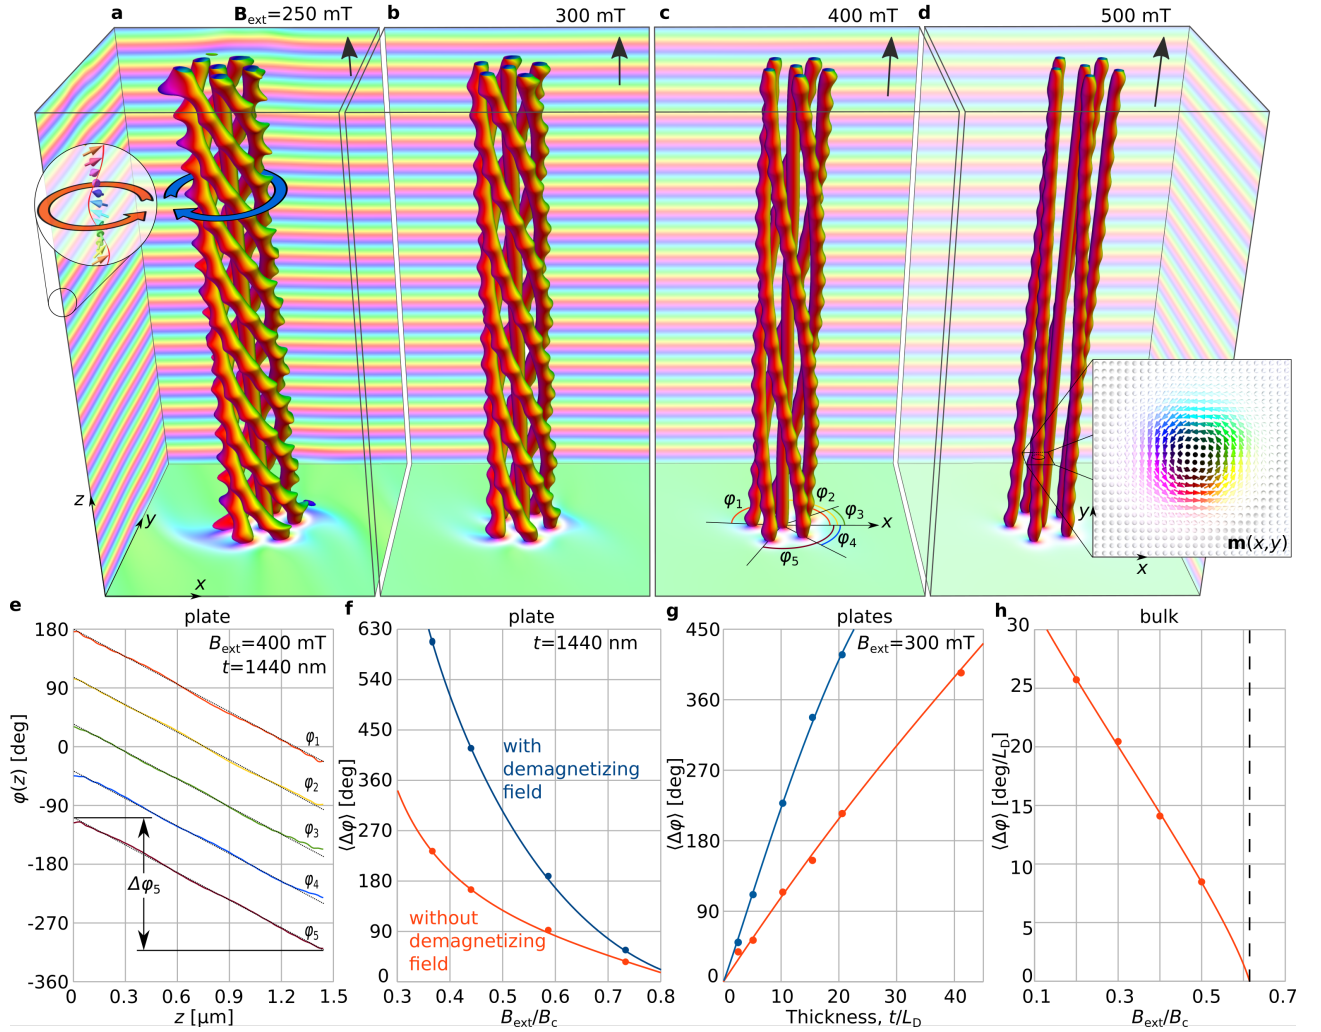 a
B_ext=250 mT
b
300 mT
c
400 mT
d
500 mT
z
y
x
φ₁
φ₂
φ₃
φ₄
φ₅
x
y
m(x,y)
x
e
plate
f
plate
g
plates
h
bulk
B_ext=400 mT
t=1440 nm
φ(z) [deg]
180
90
0
-90
-180
-270
-360
φ₁
φ₂
φ₃
φ₄
φ₅
Δφ₅
0
0.3
0.6
0.9
1.2
1.5
z [μm]
t=1440 nm
⟨Δφ⟩ [deg]
630
540
450
360
270
180
90
0
with
demagnetizing
field
without
demagnetizing
field
0.3
0.4
0.5
0.6
0.7
0.8
B_ext/B_c
B_ext=300 mT
⟨Δφ⟩ [deg]
450
360
270
180
90
0
0
10
20
30
40
Thickness, t/L_D
⟨Δφ⟩ [deg/L_D]
30
25
20
15
10
5
0
0.1
0.3
0.5
0.7
B_ext/B_c